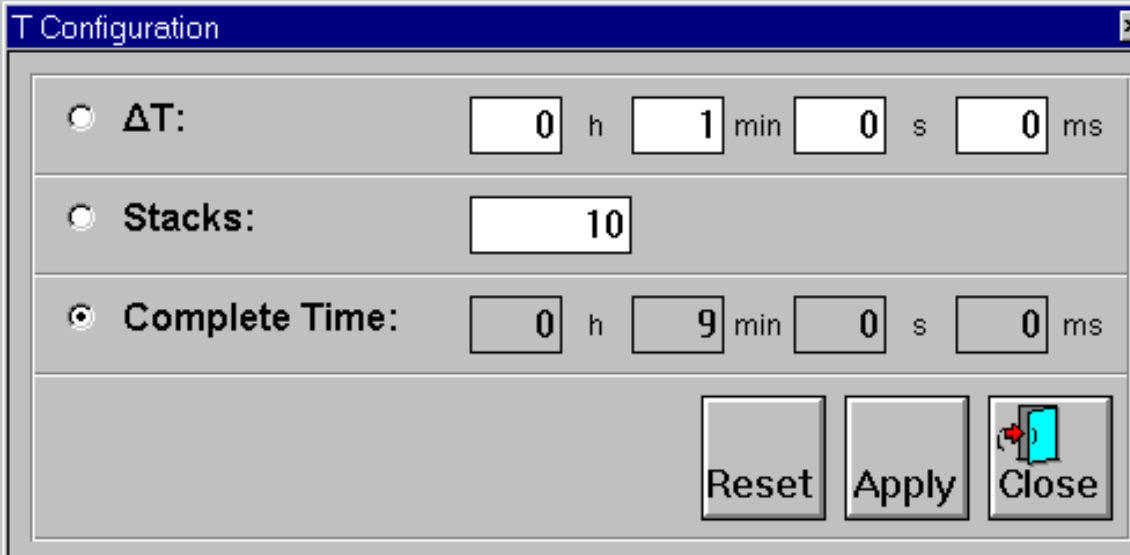 T Configuration
ΔT: 0 h 1 min 0 s 0 ms
Stacks: 10
Complete Time: 0 h 9 min 0 s 0 ms
Reset Apply Close